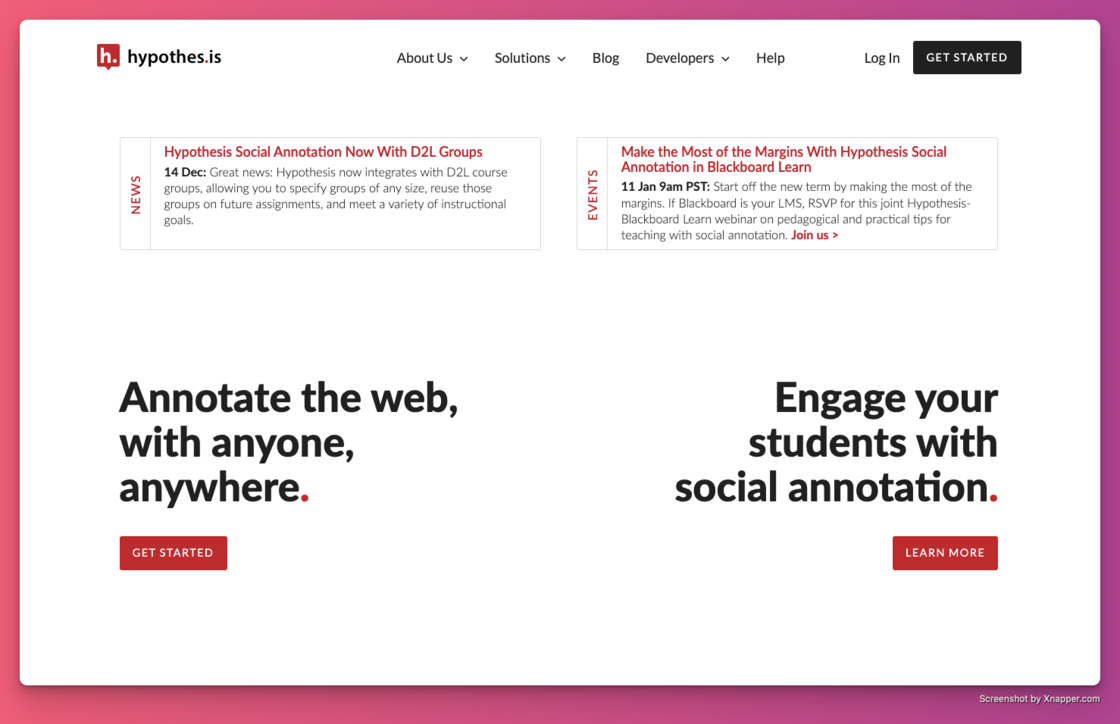 h. hypothes.is
About Us Solutions Blog Developers Help Log In GET STARTED
NEWS
Hypothesis Social Annotation Now With D2L Groups
14 Dec: Great news: Hypothesis now integrates with D2L course
groups, allowing you to specify groups of any size, reuse those
groups on future assignments, and meet a variety of instructional
goals.
EVENTS
Make the Most of the Margins With Hypothesis Social
Annotation in Blackboard Learn
11 Jan 9am PST: Start off the new term by making the most of the
margins. If Blackboard is your LMS, RSVP for this joint Hypothesis-
Blackboard Learn webinar on pedagogical and practical tips for
teaching with social annotation. Join us >
Annotate the web,
with anyone,
anywhere.
GET STARTED
Engage your
students with
social annotation.
LEARN MORE
Screenshot by Xnapper.com